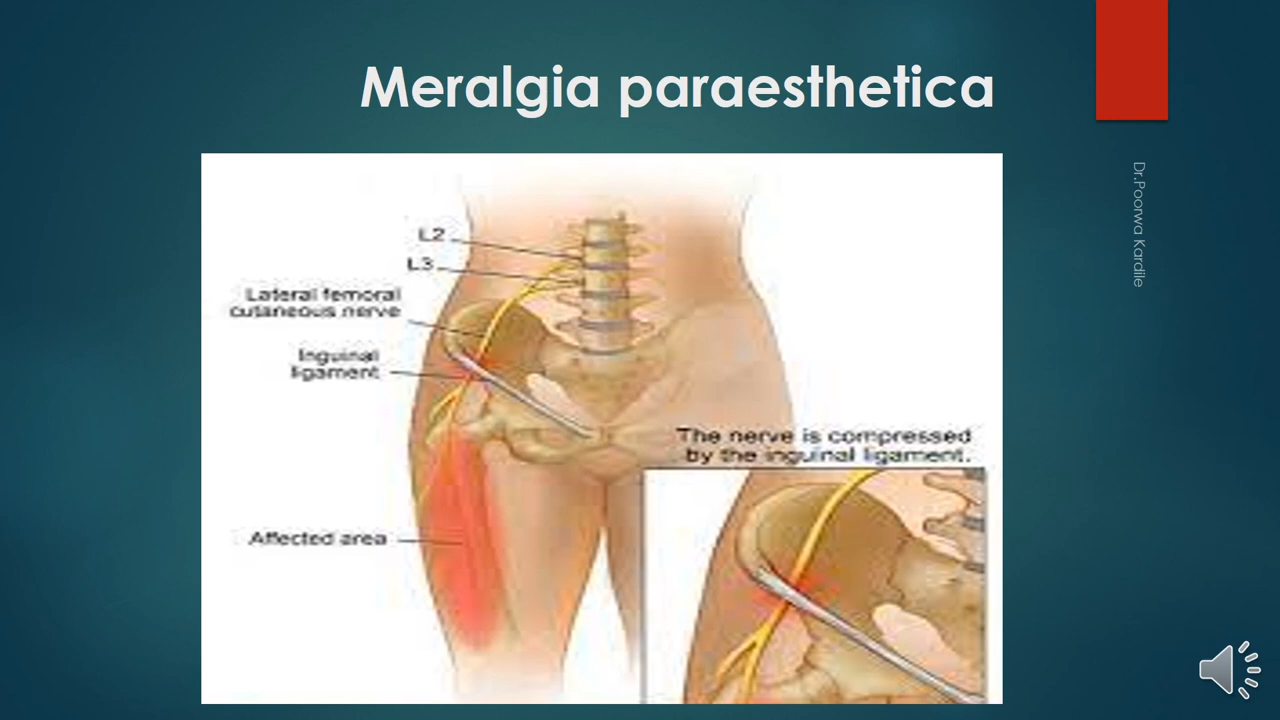 Meralgia paraesthetica
Dr.Poorwa Kardile
L2
L3
Lateral femoral
cutaneous nerve
Inguinal
ligament
The nerve is compressed
by the inguinal ligament.
Affected area